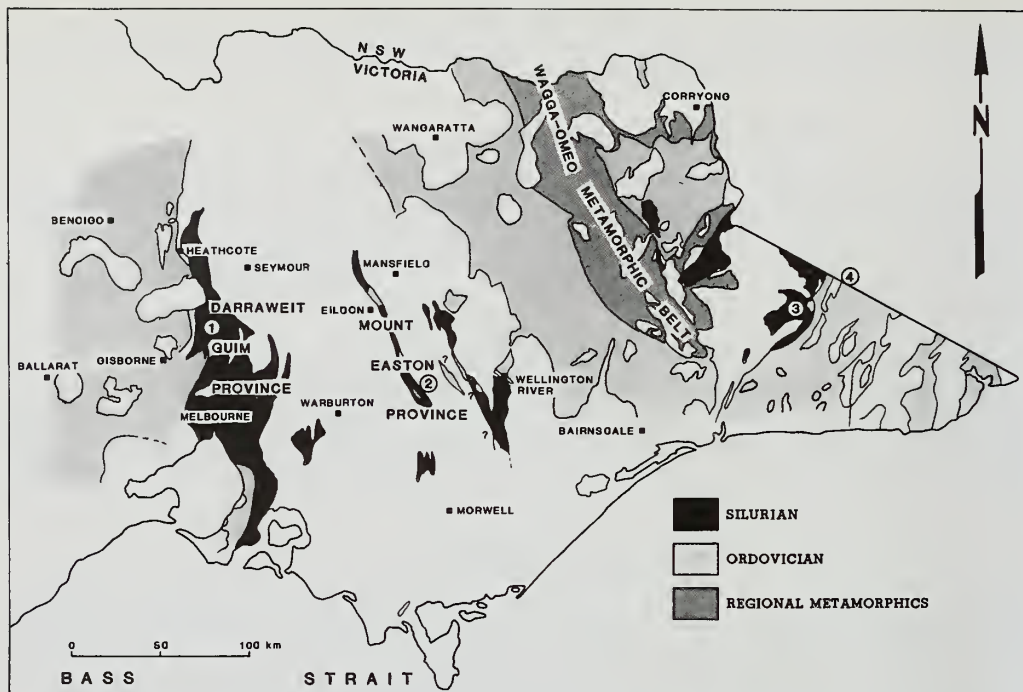 NSW
VICTORIA
WAGGA-OMEO METAMORPHIC BELT
CORRYONG
N
WANGARATTA
BENDIGO
HEATHCOTE
SEYMOUR
MANSFIELD
4
DARRAWEIT
EILDON
MOUNT
3
1
GUIM
GISBORNE
EASTON
?
BALLARAT
2
WELLINGTON
RIVER
PROVINCE
WARBURTON
PROVINCE
?
MELBOURNE
?
BAIRNSDALE
MORWELL
SILURIAN
ORDOVICIAN
REGIONAL METAMORPHICS
0 50 100 km
BASS STRAIT